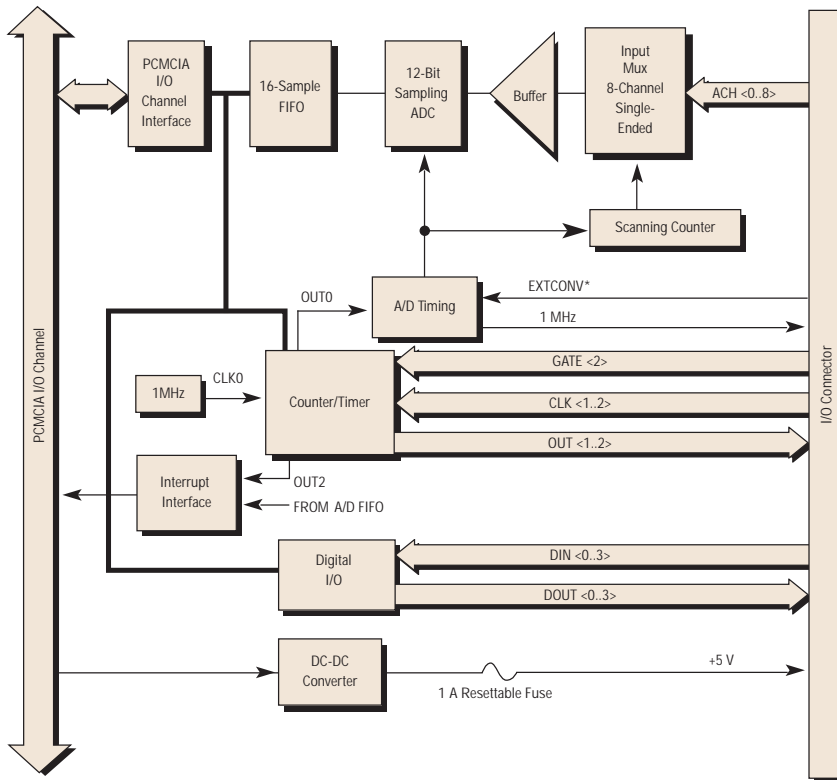 PCMCIA
I/O
Channel
Interface
16-Sample
FIFO
12-Bit
Sampling
ADC
Buffer
Input
Mux
8-Channel
Single-
Ended
ACH <0..8>
Scanning Counter
A/D Timing
EXTCONV*
1 MHz
OUT0
PCMCIA I/O Channel
I/O Connector
1MHz
CLK0
Counter/Timer
GATE <2>
CLK <1..2>
OUT <1..2>
Interrupt
Interface
OUT2
FROM A/D FIFO
Digital
I/O
DIN <0..3>
DOUT <0..3>
DC-DC
Converter
1 A Resettable Fuse
+5 V